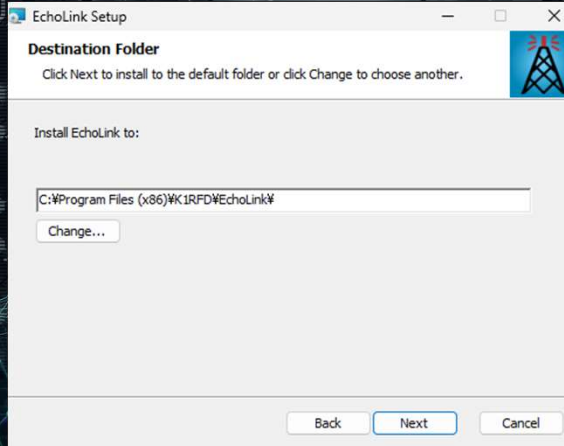 EchoLink Setup
Destination Folder
Click Next to install to the default folder or click Change to choose another.
Install EchoLink to:
C:¥Program Files (x86)¥K1RFD¥EchoLink¥
Change...
Back Next Cancel